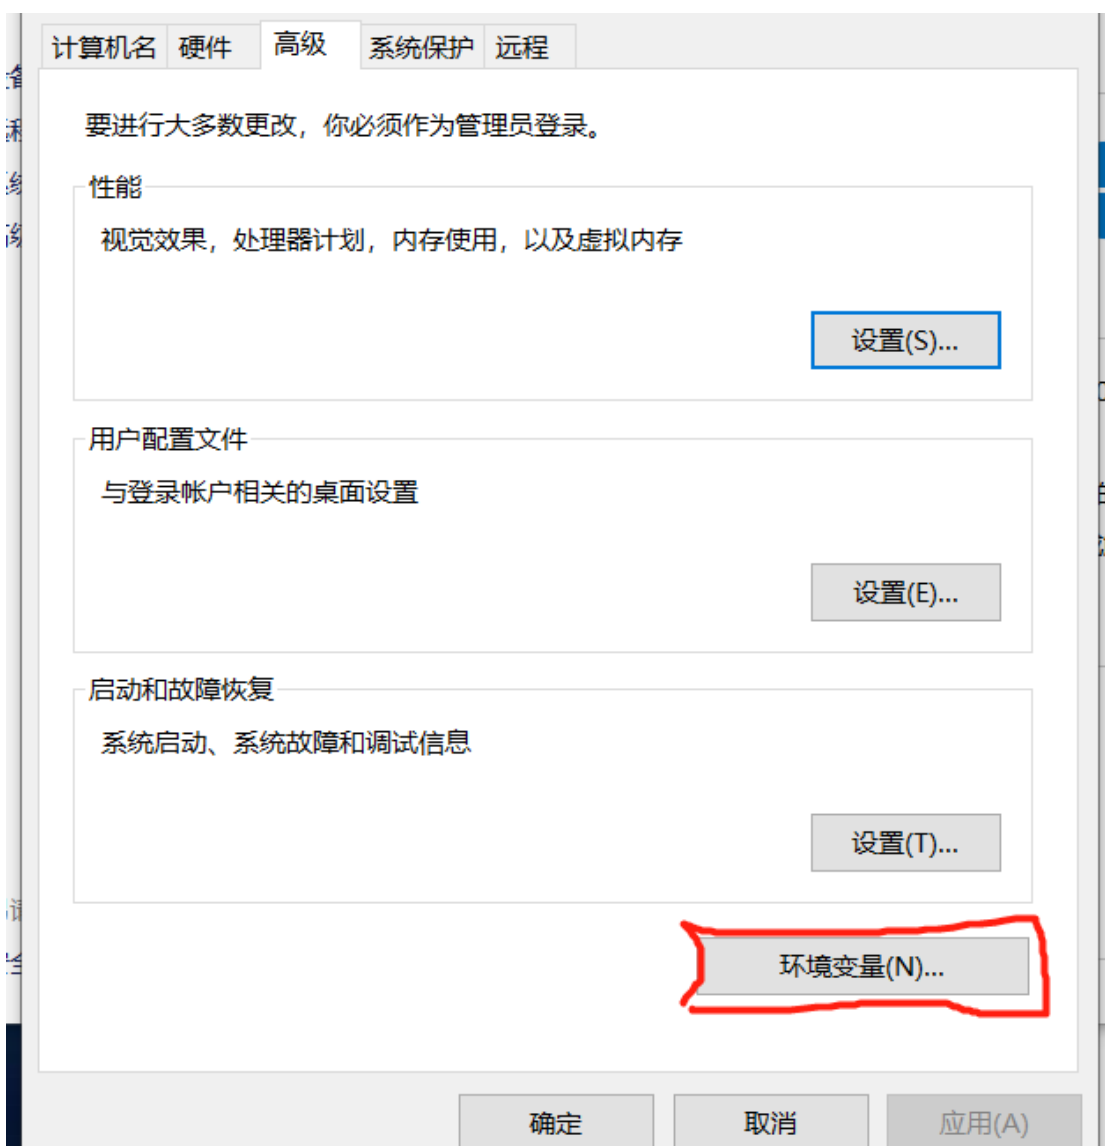 计算机名 硬件 高级 系统保护 远程
要进行大多数更改，你必须作为管理员登录。
性能
视觉效果，处理器计划，内存使用，以及虚拟内存
设置(S)...
用户配置文件
与登录帐户相关的桌面设置
设置(E)...
启动和故障恢复
系统启动、系统故障和调试信息
设置(T)...
环境变量(N)...
确定 取消 应用(A)